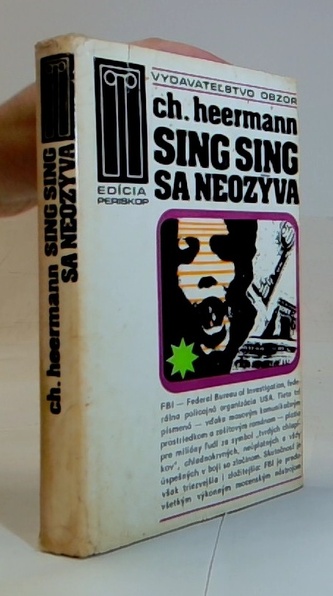 VYDAVATEĽSTVO OBZOR
ch. heermann
SING SING
SA NEOZÝVA
EDÍCIA
PERISKOP
FBI — Federal Bureau of Investigation, fede-
rálna policajná organizácia USA. Tieto tri
písmená — vďaka masovým komunikačným
prostriedkom a zošitovým románom — platia
pre milióny ľudí za symbol „tvrdých chlapí-
kov", chladnokrvných, neúplatných a vždy
úspešných v boji so zločinom. Skutočnosť je
však triezvejšia i zložitejšia: FBI je predo-
všetkým výkonným mocenským nástrojom
ch. heermann SING SING
SA NEOZÝVA